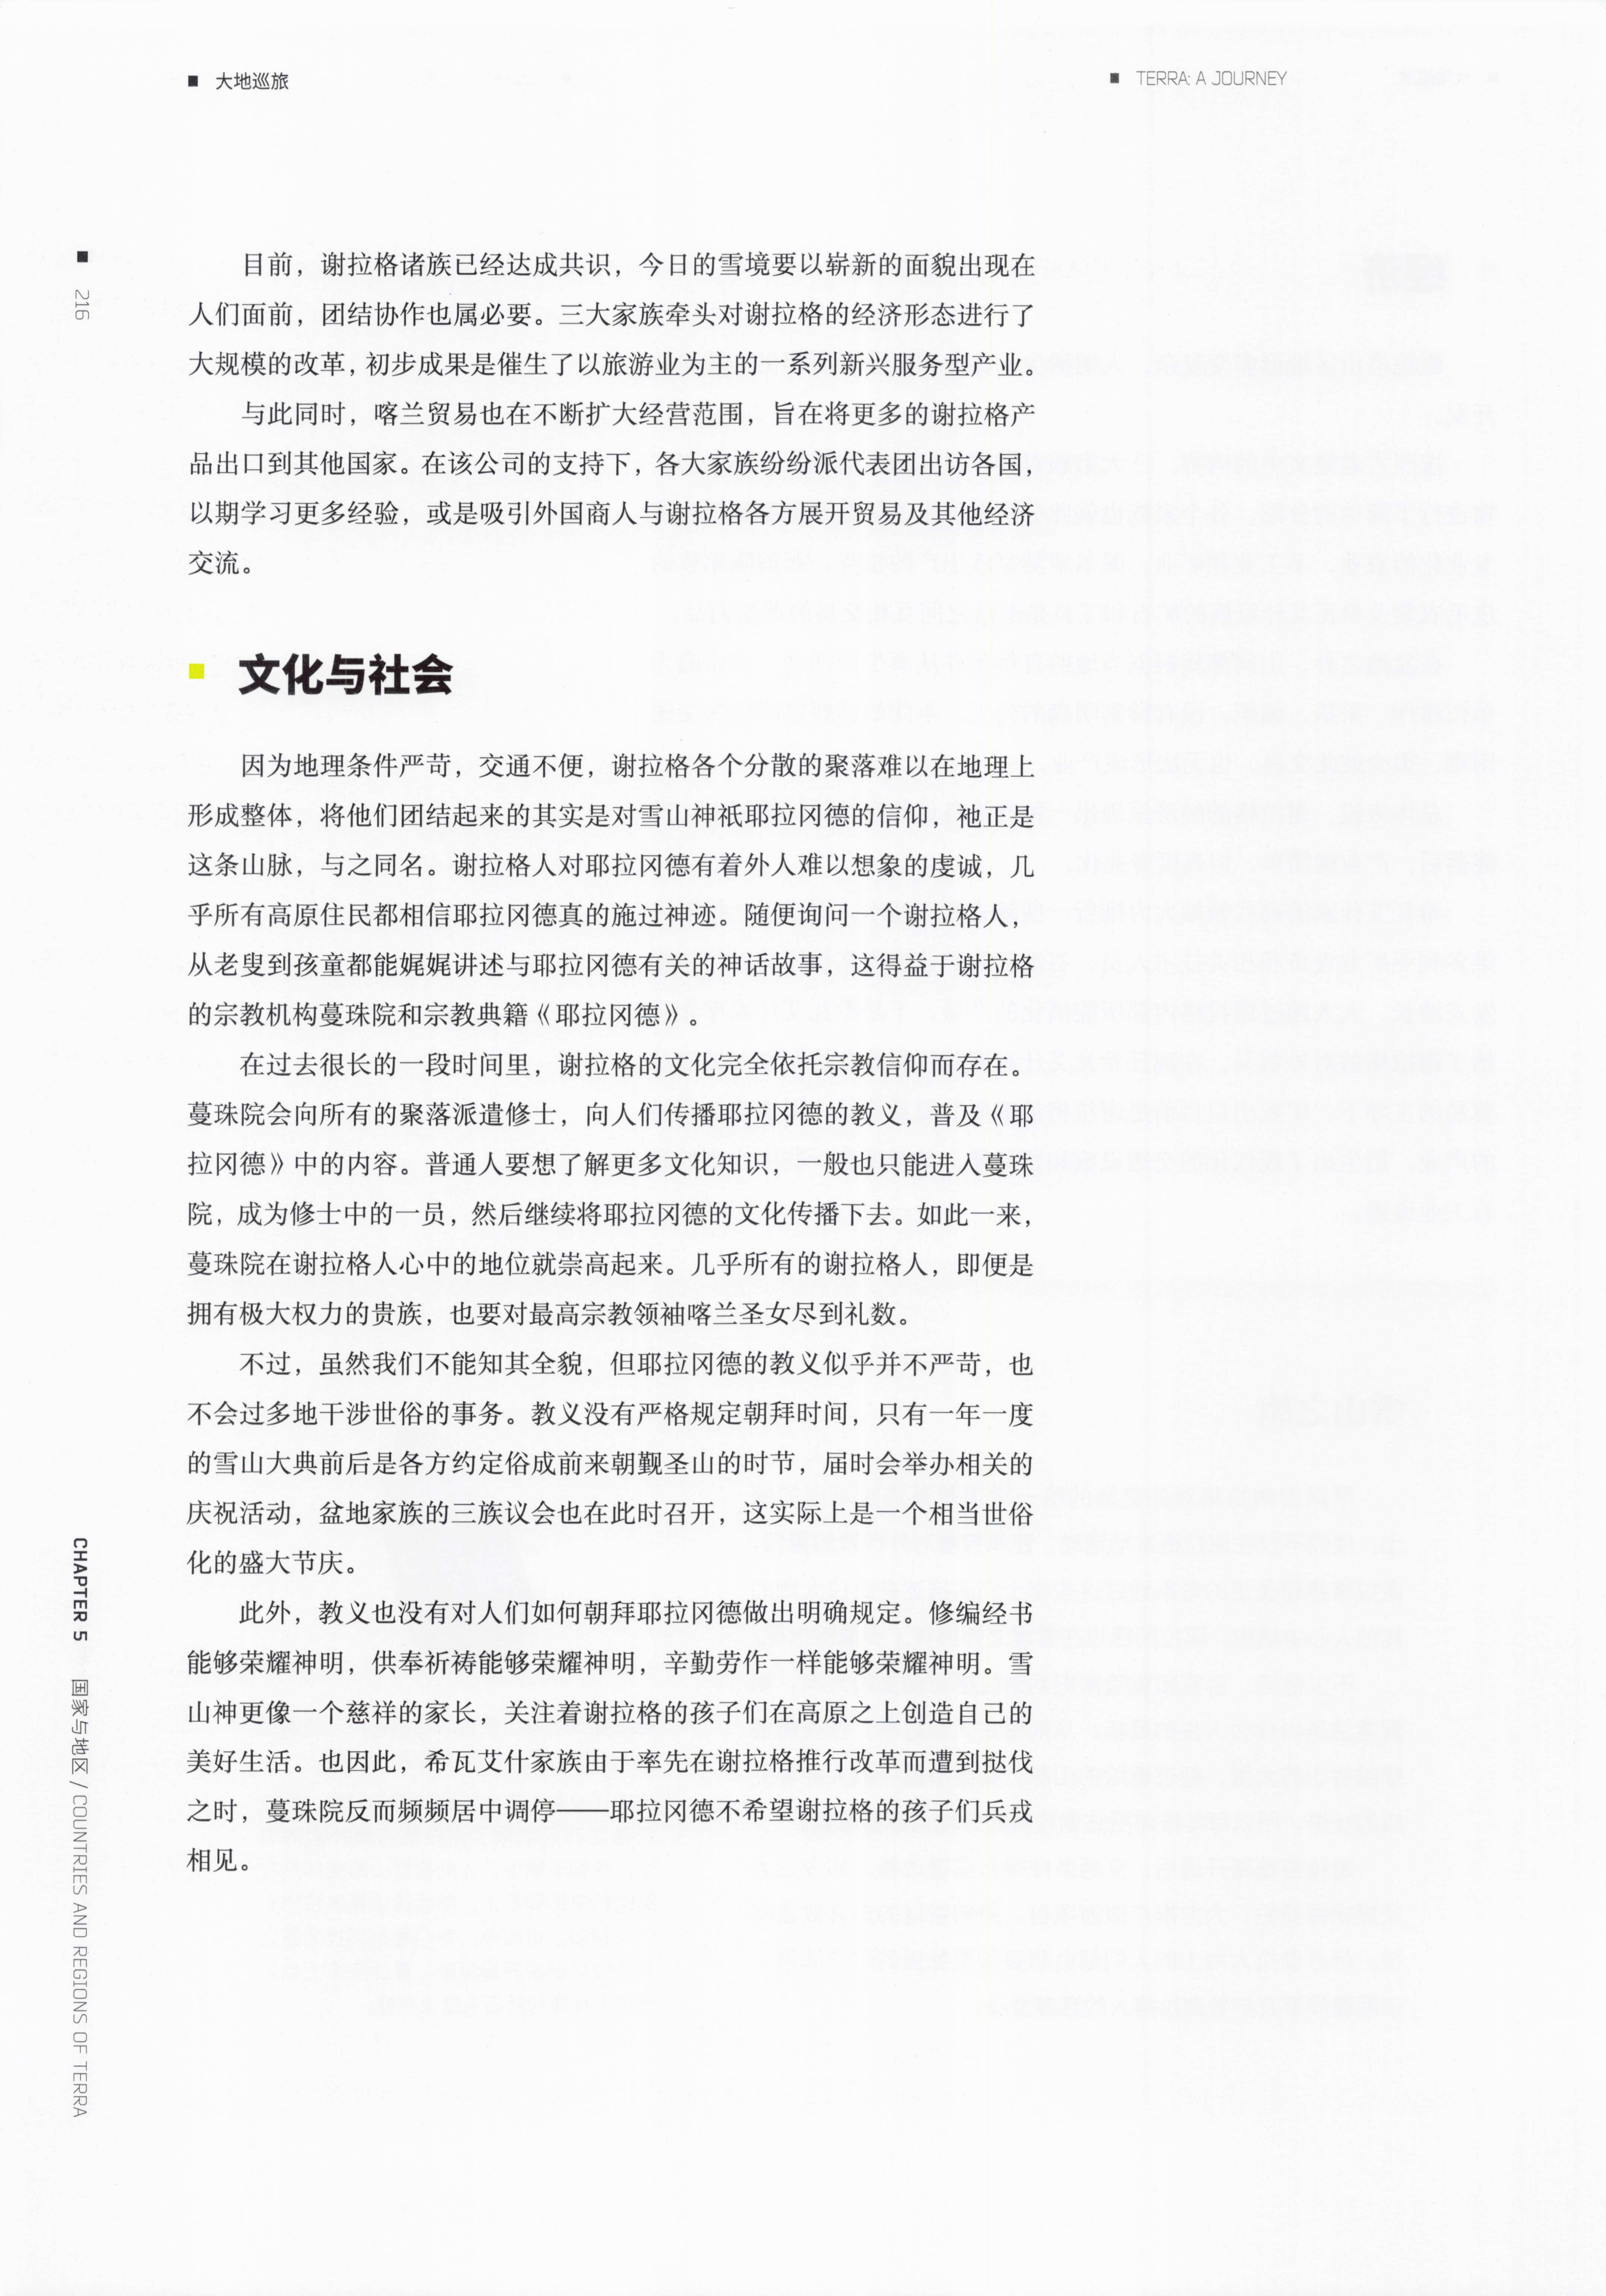 大地巡旅
TERRA: A JOURNEY
216
目前，谢拉格诸族已经达成共识，今日的雪境要以崭新的面貌出现在
人们面前，团结协作也属必要。三大家族牵头对谢拉格的经济形态进行了
大规模的改革，初步成果是催生了以旅游业为主的一系列新兴服务型产业。
与此同时，喀兰贸易也在不断扩大经营范围，旨在将更多的谢拉格产
品出口到其他国家。在该公司的支持下，各大家族纷纷派代表团出访各国，
以期学习更多经验，或是吸引外国商人与谢拉格各方展开贸易及其他经济
交流。
文化与社会
因为地理条件严苛，交通不便，谢拉格各个分散的聚落难以在地理上
形成整体，将他们团结起来的其实是对雪山神祇耶拉冈德的信仰，祂正是
这条山脉，与之同名。谢拉格人对耶拉冈德有着外人难以想象的虔诚，几
乎所有高原住民都相信耶拉冈德真的施过神迹。随便询问一个谢拉格人，
从老叟到孩童都能娓娓讲述与耶拉冈德有关的神话故事，这得益于谢拉格
的宗教机构蔓珠院和宗教典籍《耶拉冈德》。
在过去很长的一段时间里，谢拉格的文化完全依托宗教信仰而存在。
蔓珠院会向所有的聚落派遣修士，向人们传播耶拉冈德的教义，普及《耶
拉冈德》中的内容。普通人要想了解更多文化知识，一般也只能进入蔓珠
院，成为修士中的一员，然后继续将耶拉冈德的文化传播下去。如此一来，
蔓珠院在谢拉格人心中的地位就崇高起来。几乎所有的谢拉格人，即便是
拥有极大权力的贵族，也要对最高宗教领袖喀兰圣女尽到礼数。
不过，虽然我们不能知其全貌，但耶拉冈德的教义似乎并不严苛，也
不会过多地干涉世俗的事务。教义没有严格规定朝拜时间，只有一年一度
的雪山大典前后是各方约定俗成前来朝觐圣山的时节，届时会举办相关的
庆祝活动，盆地家族的三族议会也在此时召开，这实际上是一个相当世俗
化的盛大节庆。
此外，教义也没有对人们如何朝拜耶拉冈德做出明确规定。修编经书
能够荣耀神明，供奉祈祷能够荣耀神明，辛勤劳作一样能够荣耀神明。雪
山神更像一个慈祥的家长，关注着谢拉格的孩子们在高原之上创造自己的
美好生活。也因此，希瓦艾什家族由于率先在谢拉格推行改革而遭到挞伐
之时，蔓珠院反而频频居中调停——耶拉冈德不希望谢拉格的孩子们兵戎
相见。
CHAPTER 5 国家与地区 / COUNTRIES AND REGIONS OF TERRA